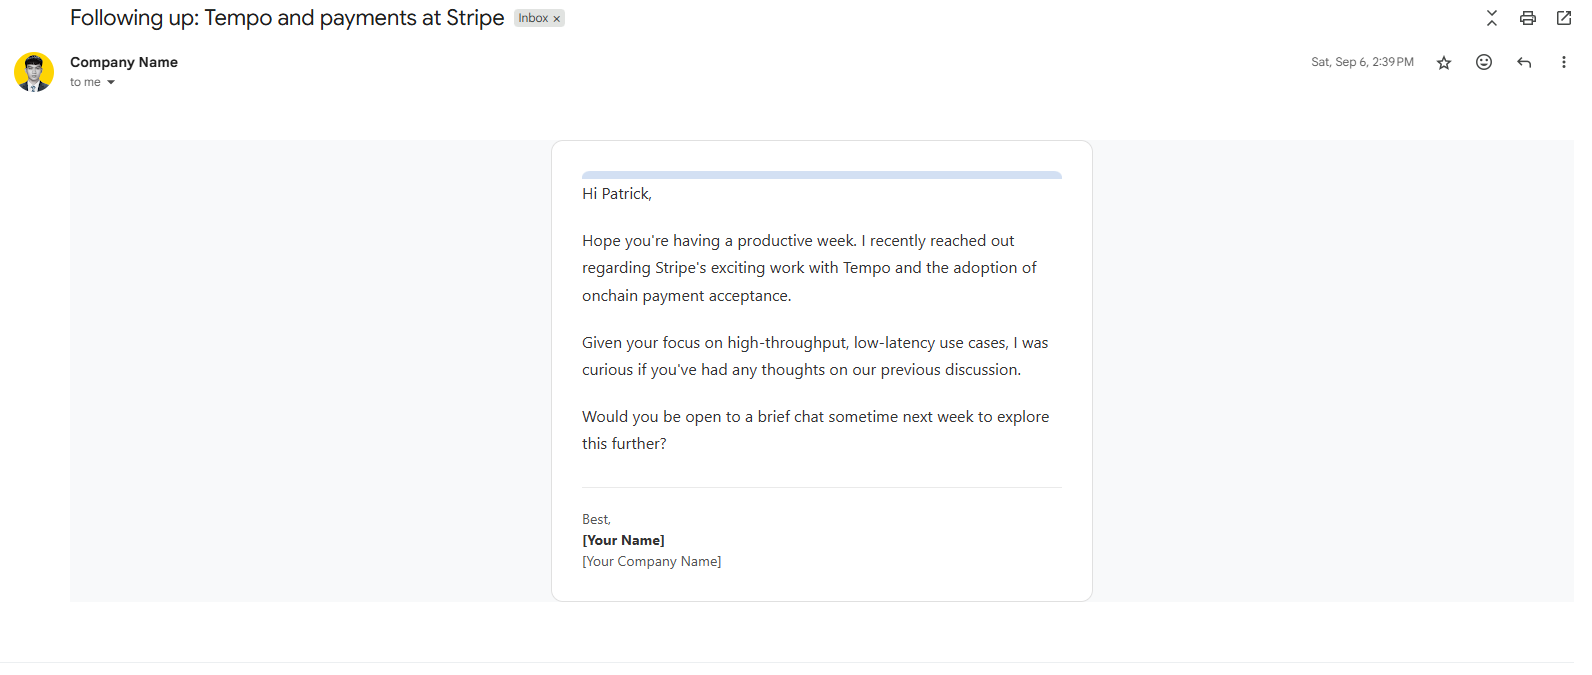 Following up: Tempo and payments at Stripe Inbox ×
Company Name
to me
Sat, Sep 6, 2:39 PM
Hi Patrick,
Hope you're having a productive week. I recently reached out
regarding Stripe's exciting work with Tempo and the adoption of
onchain payment acceptance.
Given your focus on high-throughput, low-latency use cases, I was
curious if you've had any thoughts on our previous discussion.
Would you be open to a brief chat sometime next week to explore
this further?
Best,
[Your Name]
[Your Company Name]